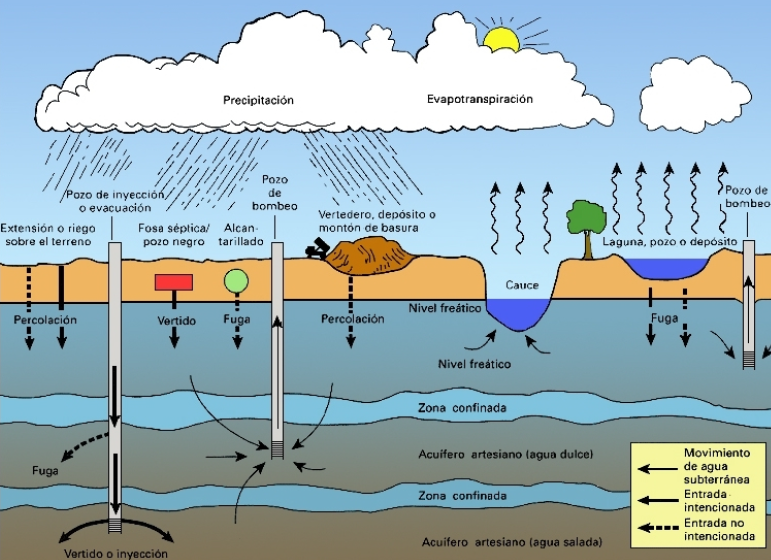 Precipitación
Evapotranspiración
Pozo de inyección
o evacuación
Pozo
de
bombeo
Pozo de
bombeo
Extensión o riego
sobre el terreno
Fosa séptica/
pozo negro
Alcan-
tarillado
Vertedero, depósito o
montón de basura
Laguna, pozo o depósito
Cauce
Percolación
Vertido
Fuga
Percolación
Nivel freático
Fuga
Nivel freático
Zona confinada
Acuífero artesiano (agua dulce)
Fuga
Zona confinada
Acuífero artesiano (agua salada)
Vertido o inyección
Movimiento
de agua
subterránea
Entrada
intencionada
Entrada no
intencionada